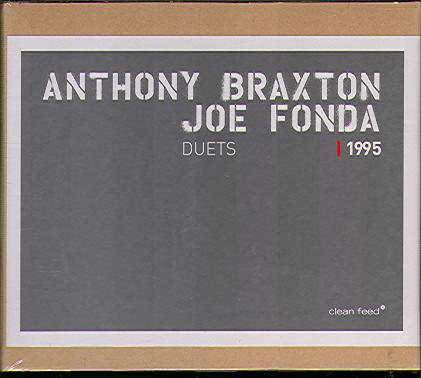 ANTHONY BRAXTON
JOE FONDA
DUETS | 1995
clean feed°